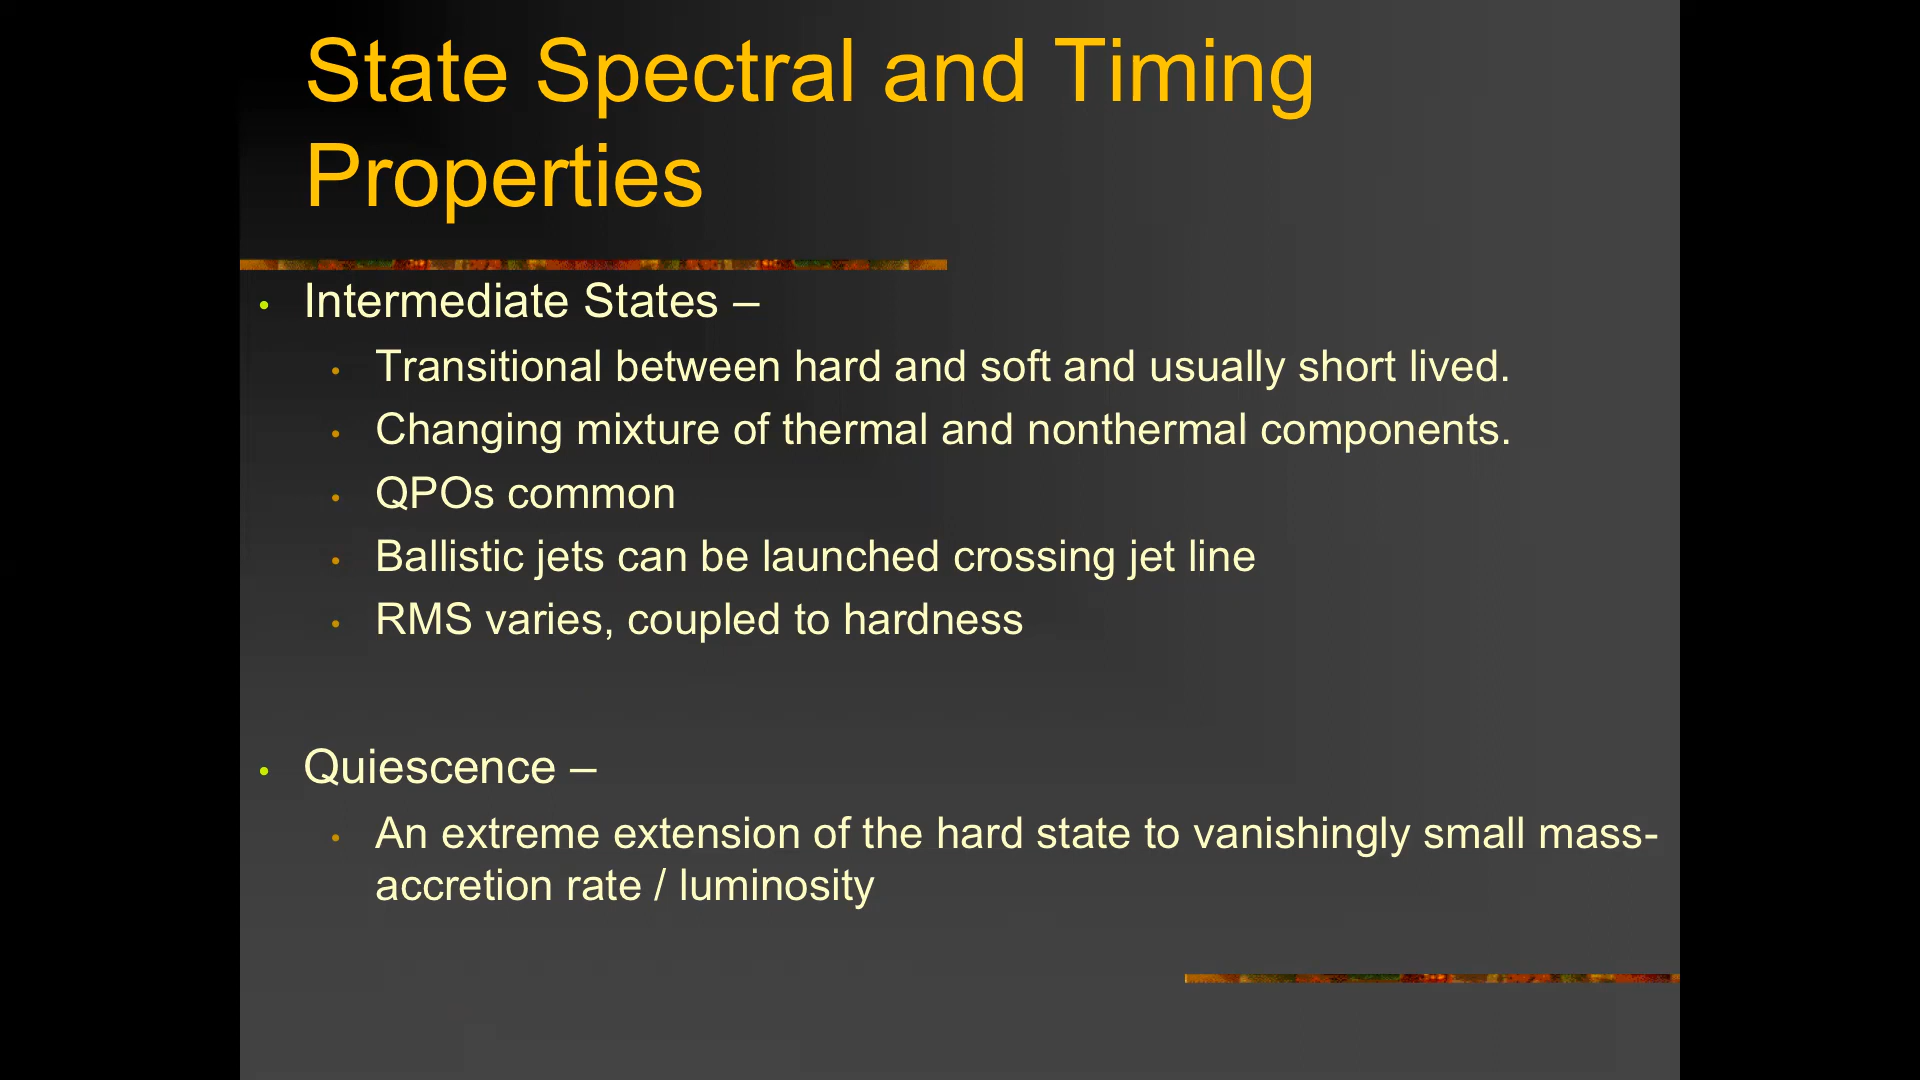 State Spectral and Timing
Properties
• Intermediate States –
• Transitional between hard and soft and usually short lived.
• Changing mixture of thermal and nonthermal components.
• QPOs common
• Ballistic jets can be launched crossing jet line
• RMS varies, coupled to hardness
• Quiescence –
• An extreme extension of the hard state to vanishingly small mass-
accretion rate / luminosity